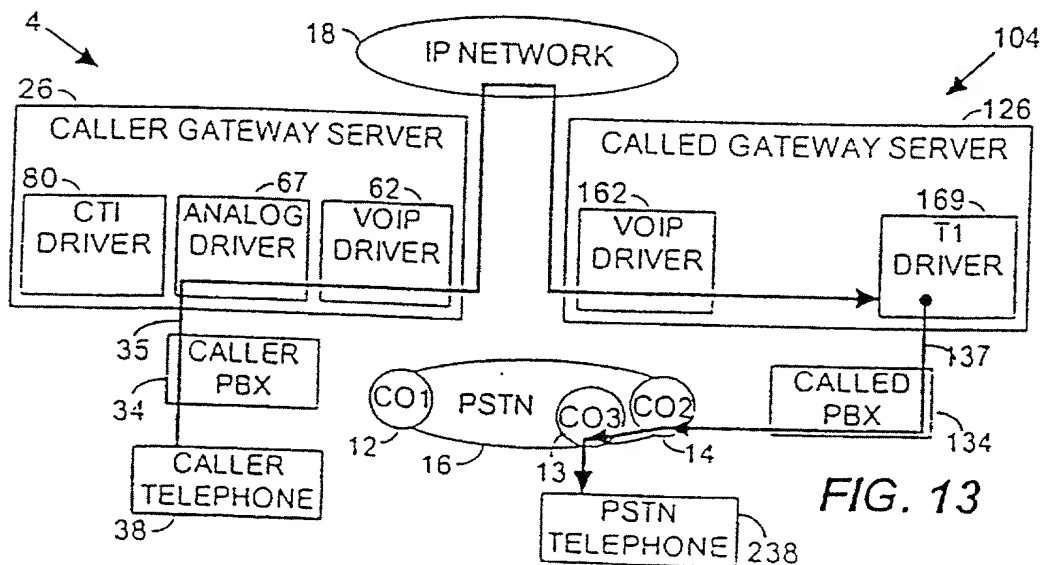 4
18
IP NETWORK
104
26
CALLER GATEWAY SERVER
126
CALLED GATEWAY SERVER
80
CTI
DRIVER
67
ANALOG
DRIVER
62
VOIP
DRIVER
162
VOIP
DRIVER
169
T1
DRIVER
35
CALLER
PBX
34
CO1
PSTN
CO3
CO2
137
CALLED
PBX
134
12
16
13
14
CALLER
TELEPHONE
38
PSTN
TELEPHONE
238
FIG. 13